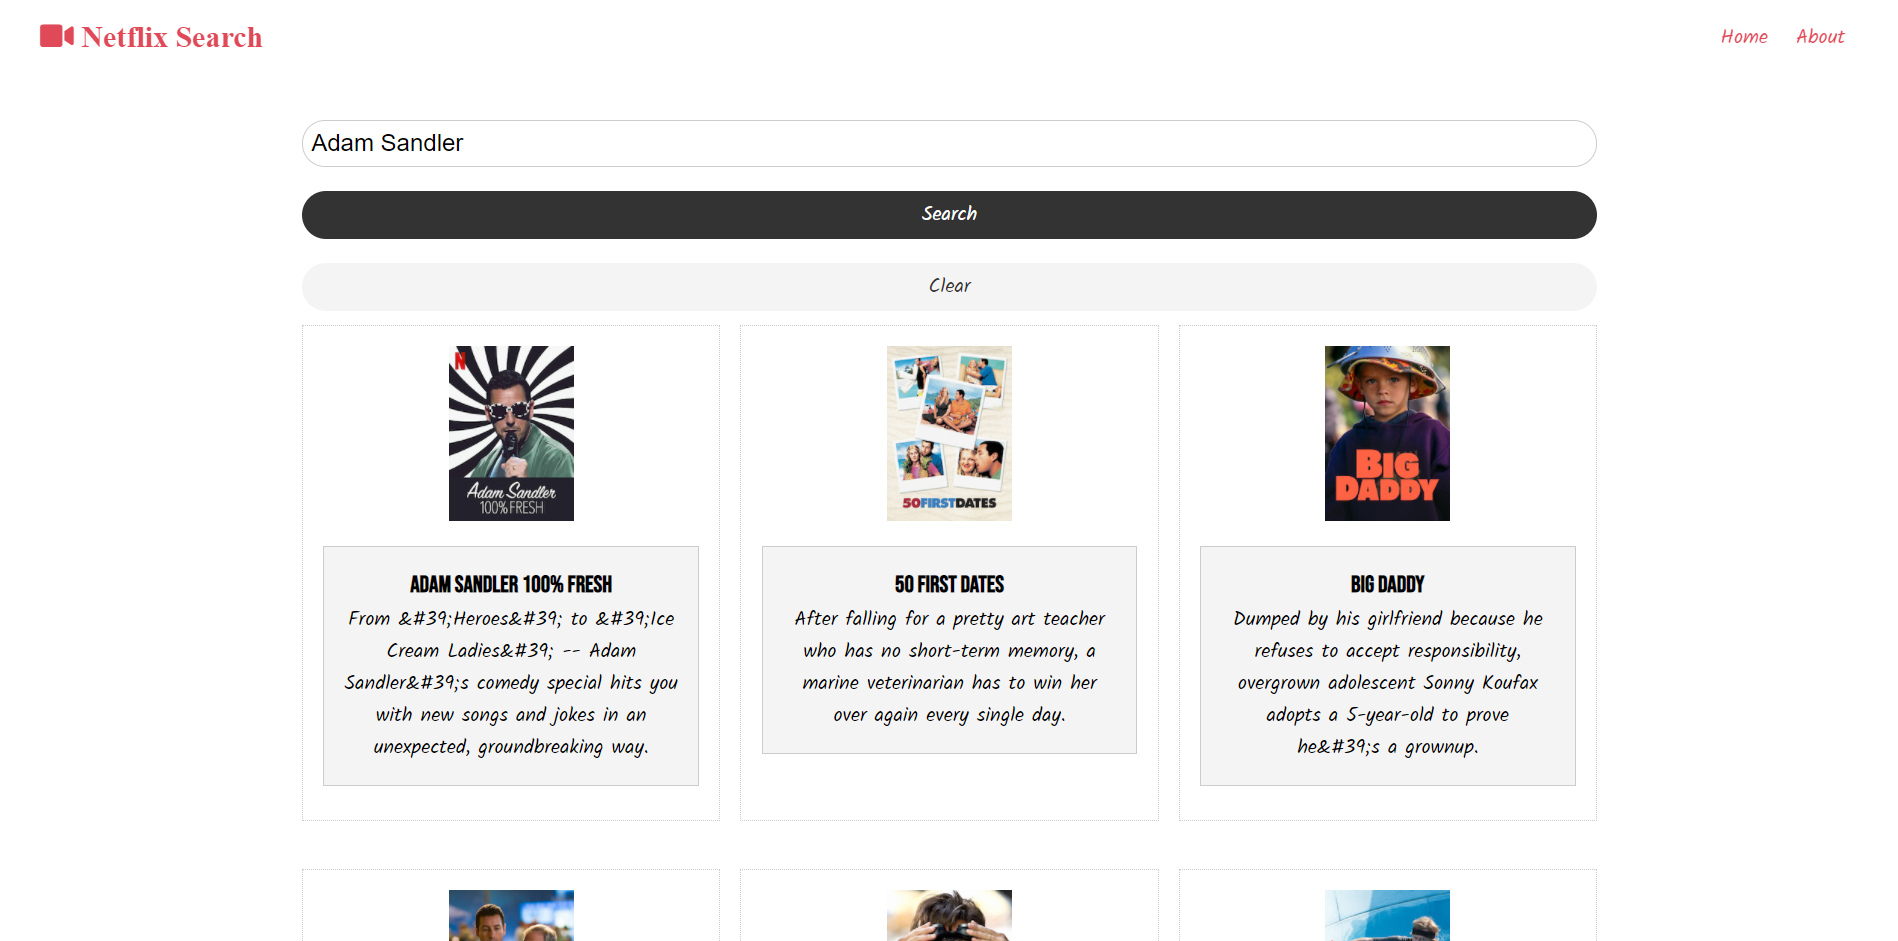 Netflix Search
Home
About
Adam Sandler
Search
Clear
N
Adam Sandler
100% FRESH
50FIRSTDATES
BIG
DADDY
ADAM SANDLER 100% FRESH
From &#39;Heroes&#39; to &#39;Ice
Cream Ladies&#39; -- Adam
Sandler&#39;s comedy special hits you
with new songs and jokes in an
unexpected, groundbreaking way.
50 FIRST DATES
After falling for a pretty art teacher
who has no short-term memory, a
marine veterinarian has to win her
over again every single day.
BIG DADDY
Dumped by his girlfriend because he
refuses to accept responsibility,
overgrown adolescent Sonny Koufax
adopts a 5-year-old to prove
he&#39;s a grownup.